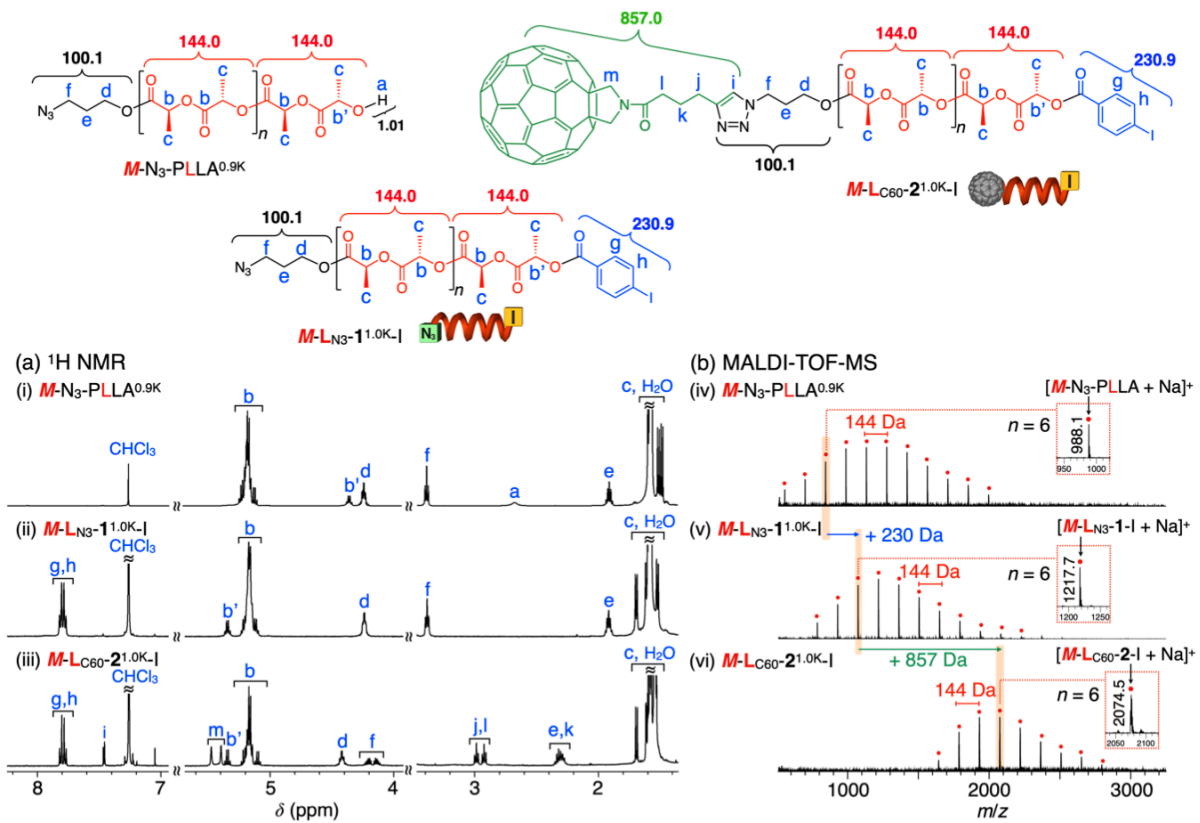 857.0
144.0 144.0
144.0 144.0 230.9
100.1
m l j i f d
c c a
f d c c g h
N3 e O b b n b b' O H 1.01
N k e b b n b b' I
c c
O N N=N 100.1
M-N3-PLLA0.9K
M-LC60-21.0K-I I
144.0 144.0
100.1 230.9
c c g
f d h
N3 e O b b n b b' I
c c
M-LN3-11.0K-I N3 I
(a) 1H NMR
(i) M-N3-PLLA0.9K
CHCl3 b b' d f a e c, H2O
≈
(ii) M-LN3-11.0K-I
g,h CHCl3 b' b d f e c, H2O
≈ ≈
(iii) M-LC60-21.0K-I
g,h i CHCl3 m b' b d f j,l e,k c, H2O
≈ ≈
8 7 5 4 3 2
δ (ppm)
(b) MALDI-TOF-MS
(iv) M-N3-PLLA0.9K
[M-N3-PLLA + Na]+
144 Da
n = 6
988.1
950 1000
(v) M-LN3-11.0K-I
+ 230 Da
[M-LN3-1-I + Na]+
144 Da
n = 6
1217.7
1200 1250
(vi) M-LC60-21.0K-I
+ 857 Da
[M-LC60-2-I + Na]+
144 Da
n = 6
2074.5
2050 2100
1000 2000 3000
m/z